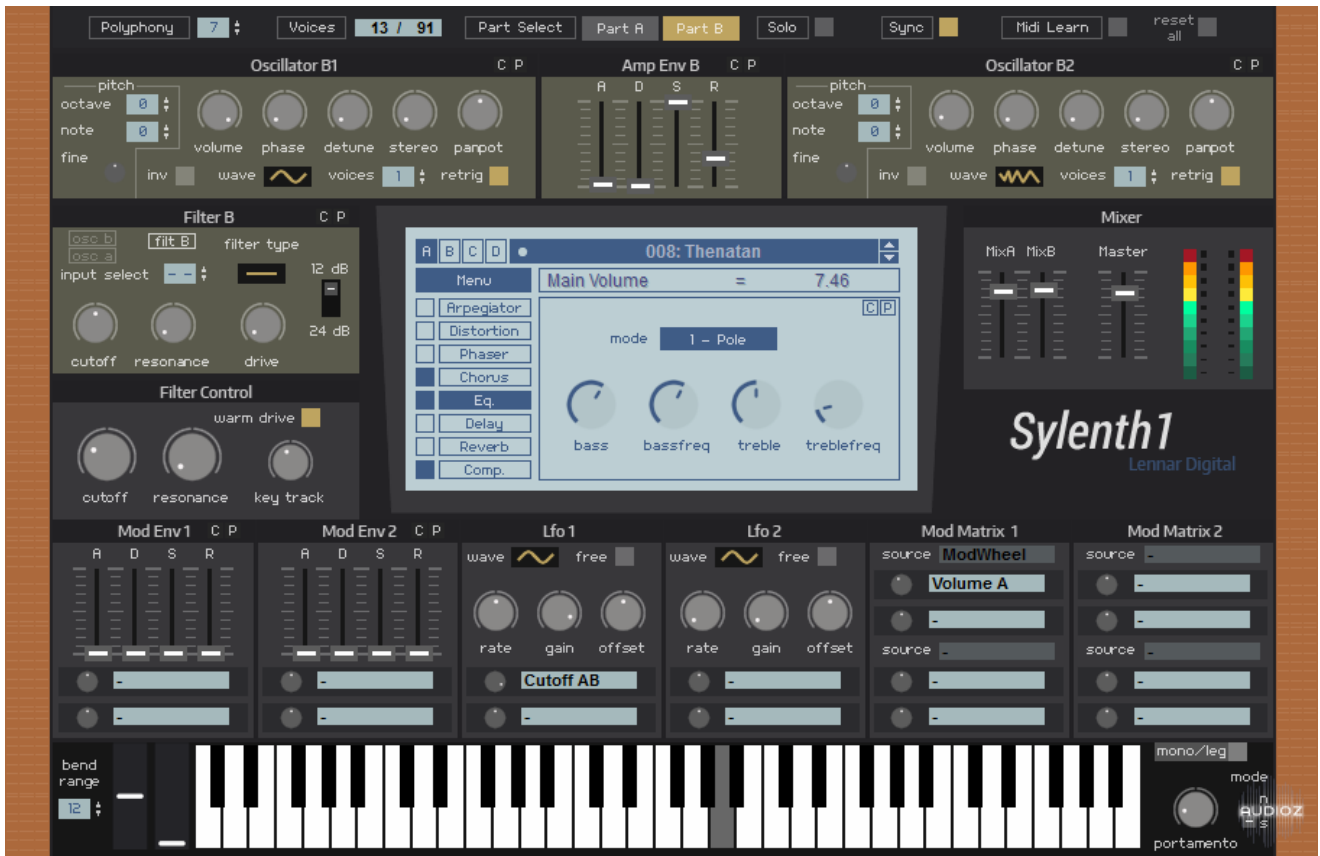 Polyphony 7 Voices 13 / 91 Part Select Part A Part B Solo Sync Midi Learn reset all
Oscillator B1 C P
pitch
octave 0
note 0
fine
volume phase detune stereo panpot
inv wave voices 1 retrig
Amp Env B C P
A D S R
Oscillator B2 C P
pitch
octave 0
note 0
fine
volume phase detune stereo panpot
inv wave voices 1 retrig
Filter B C P
osc b filt B filter type
osc a
input select - - 12 dB
24 dB
cutoff resonance drive
Filter Control
warm drive
cutoff resonance key track
A B C D 008: Thenatan
Menu Main Volume = 7.46
Arpegiator C P
Distortion mode 1 - Pole
Phaser
Chorus
Eq.
Delay
Reverb
Comp.
bass bassfreq treble treblefreq
Mixer
MixA MixB Master
Sylenth1
Lennar Digital
Mod Env 1 C P
A D S R
-
-
Mod Env 2 C P
A D S R
-
-
Lfo 1
wave free
rate gain offset
Cutoff AB
-
Lfo 2
wave free
rate gain offset
-
-
Mod Matrix 1
source ModWheel
Volume A
-
source -
-
-
Mod Matrix 2
source -
-
-
source -
-
-
bend
range
12
mono/leg
mode
n
AUDIOZ
s
portamento